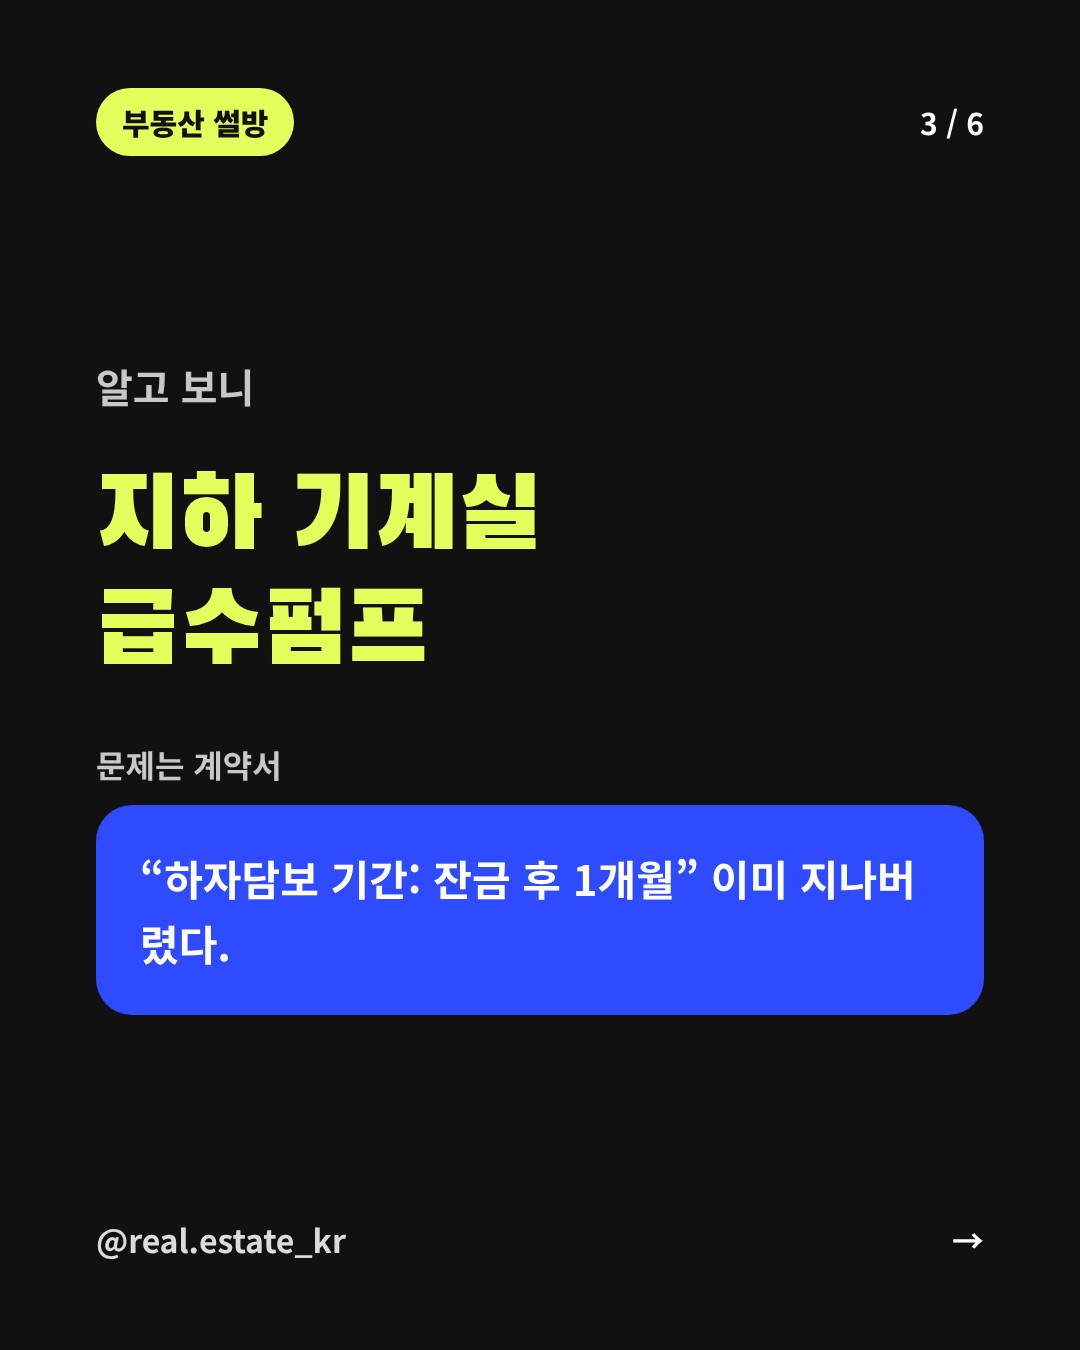 부동산 썰방
3 / 6
알고 보니
지하 기계실
급수펌프
문제는 계약서
“하자담보 기간: 잔금 후 1개월” 이미 지나버
렸다.
@real.estate_kr
→